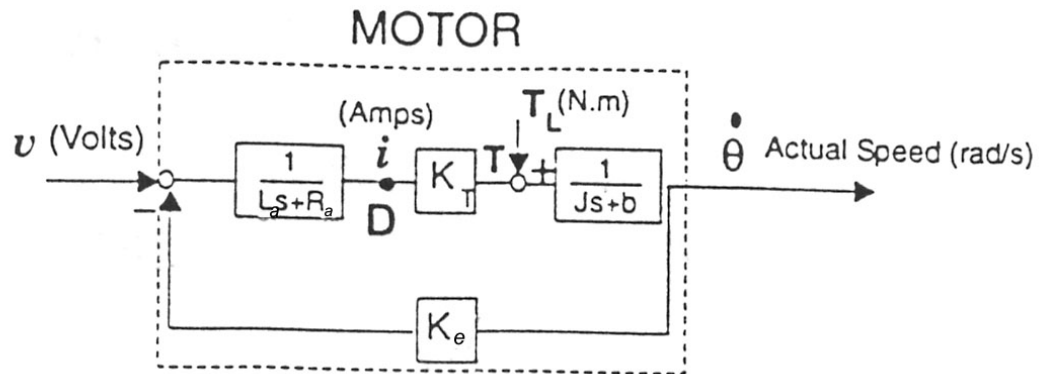 MOTOR
(Amps)
T_L (N.m)
v (Volts)
i
T
+
θ̇ Actual Speed (rad/s)
−
1
L_a s+R_a
D
K_T
1
Js+b
K_e